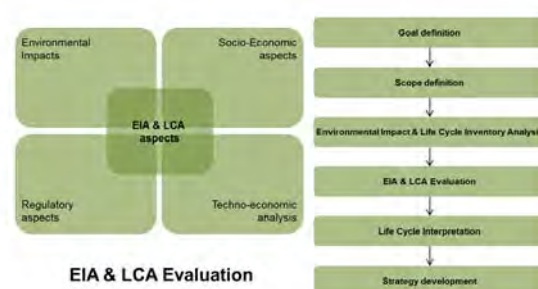 Environmental
Impacts
Socio-Economic
aspects
EIA & LCA
aspects
Regulatory
aspects
Techno-economic
analysis
EIA & LCA Evaluation
Goal definition
Scope definition
Environmental Impact & Life Cycle Inventory Analysis
EIA & LCA Evaluation
Life Cycle Interpretation
Strategy development